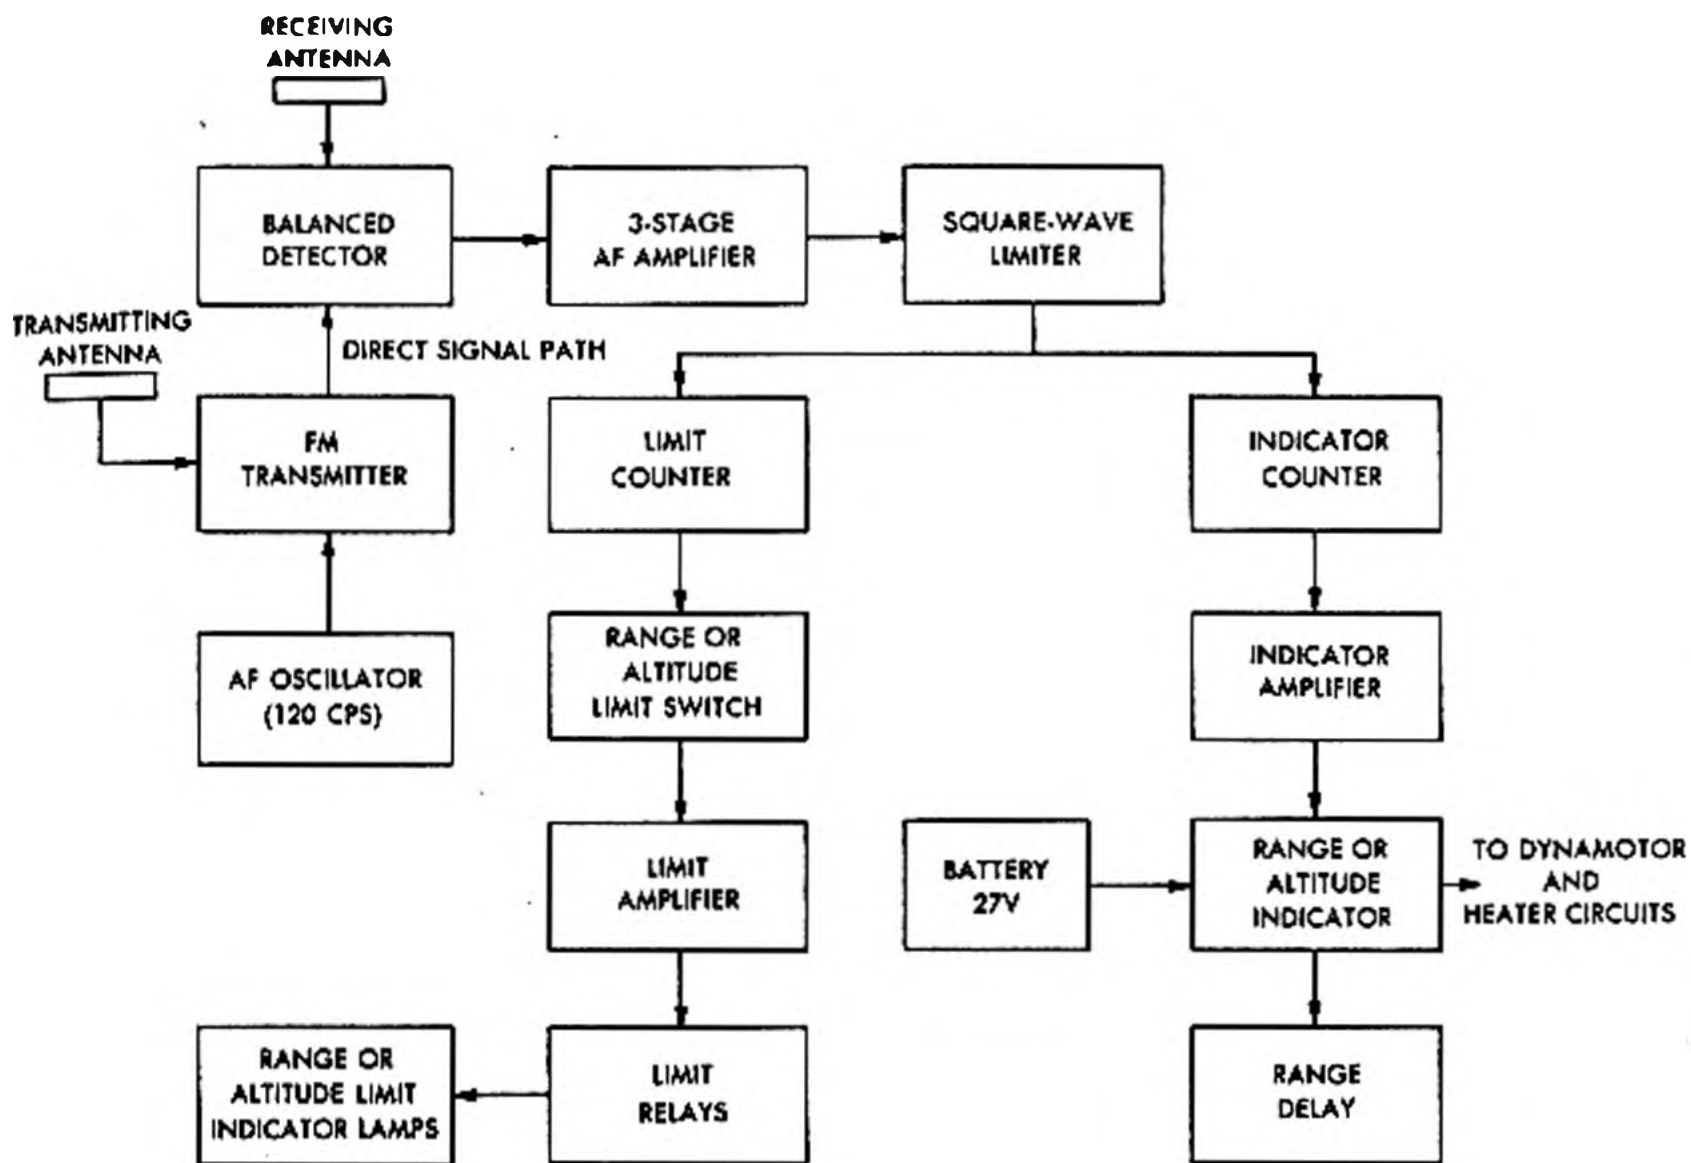 RECEIVING
ANTENNA
BALANCED
DETECTOR
3-STAGE
AF AMPLIFIER
SQUARE-WAVE
LIMITER
TRANSMITTING
ANTENNA
DIRECT SIGNAL PATH
FM
TRANSMITTER
LIMIT
COUNTER
INDICATOR
COUNTER
AF OSCILLATOR
(120 CPS)
RANGE OR
ALTITUDE
LIMIT SWITCH
INDICATOR
AMPLIFIER
LIMIT
AMPLIFIER
BATTERY
27V
RANGE OR
ALTITUDE
INDICATOR
TO DYNAMOTOR
AND
HEATER CIRCUITS
RANGE OR
ALTITUDE LIMIT
INDICATOR LAMPS
LIMIT
RELAYS
RANGE
DELAY